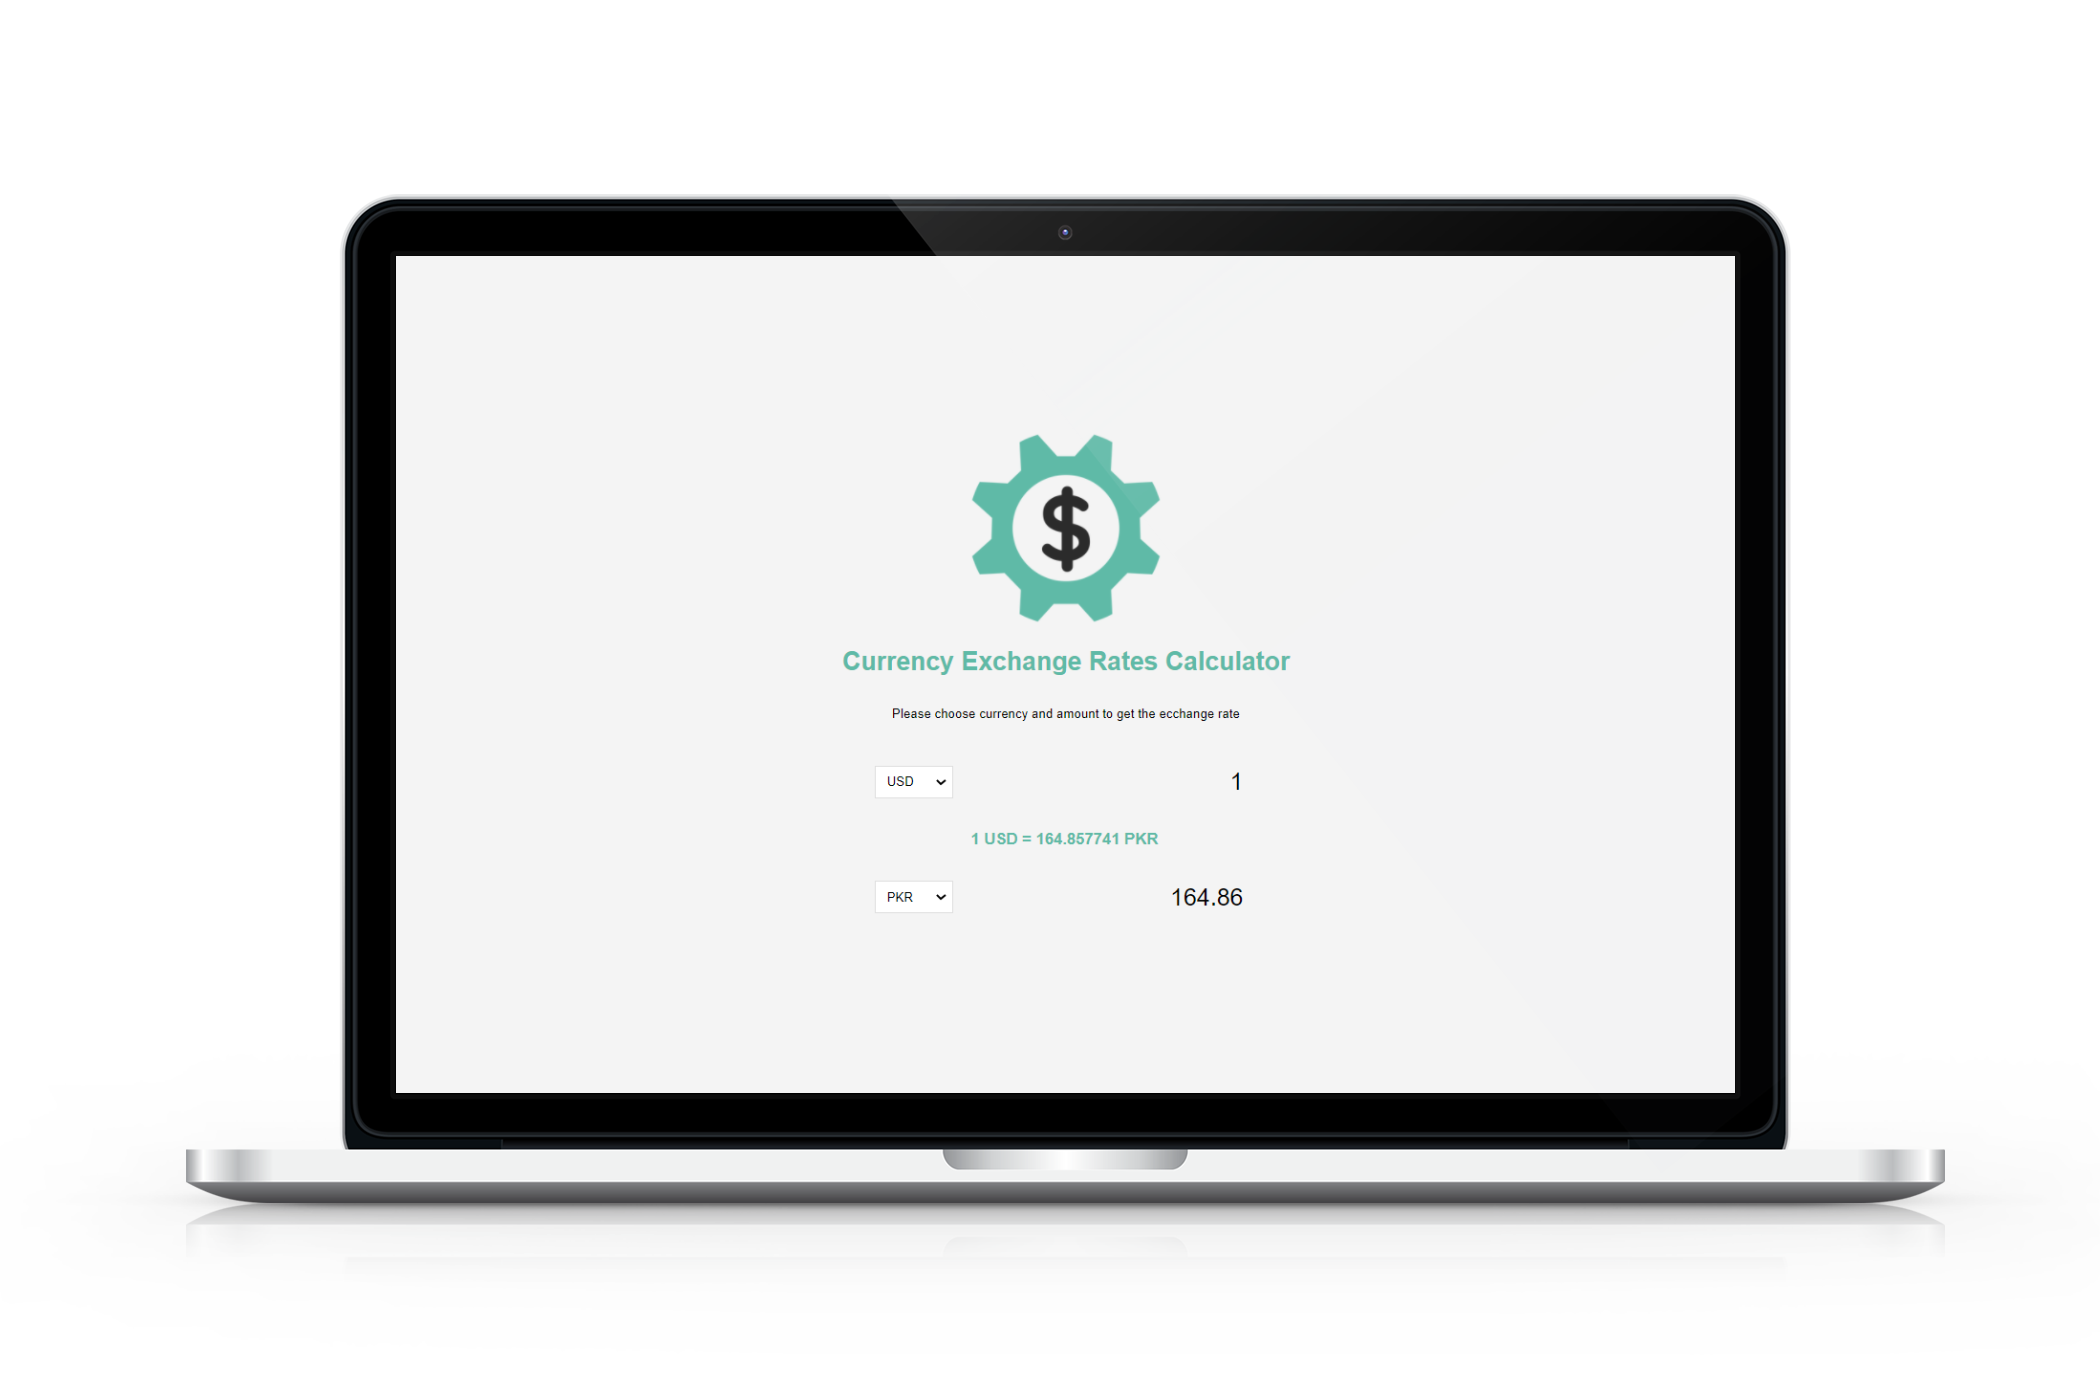 $
Currency Exchange Rates Calculator
Please choose currency and amount to get the ecchange rate
USD 1
1 USD = 164.857741 PKR
PKR 164.86